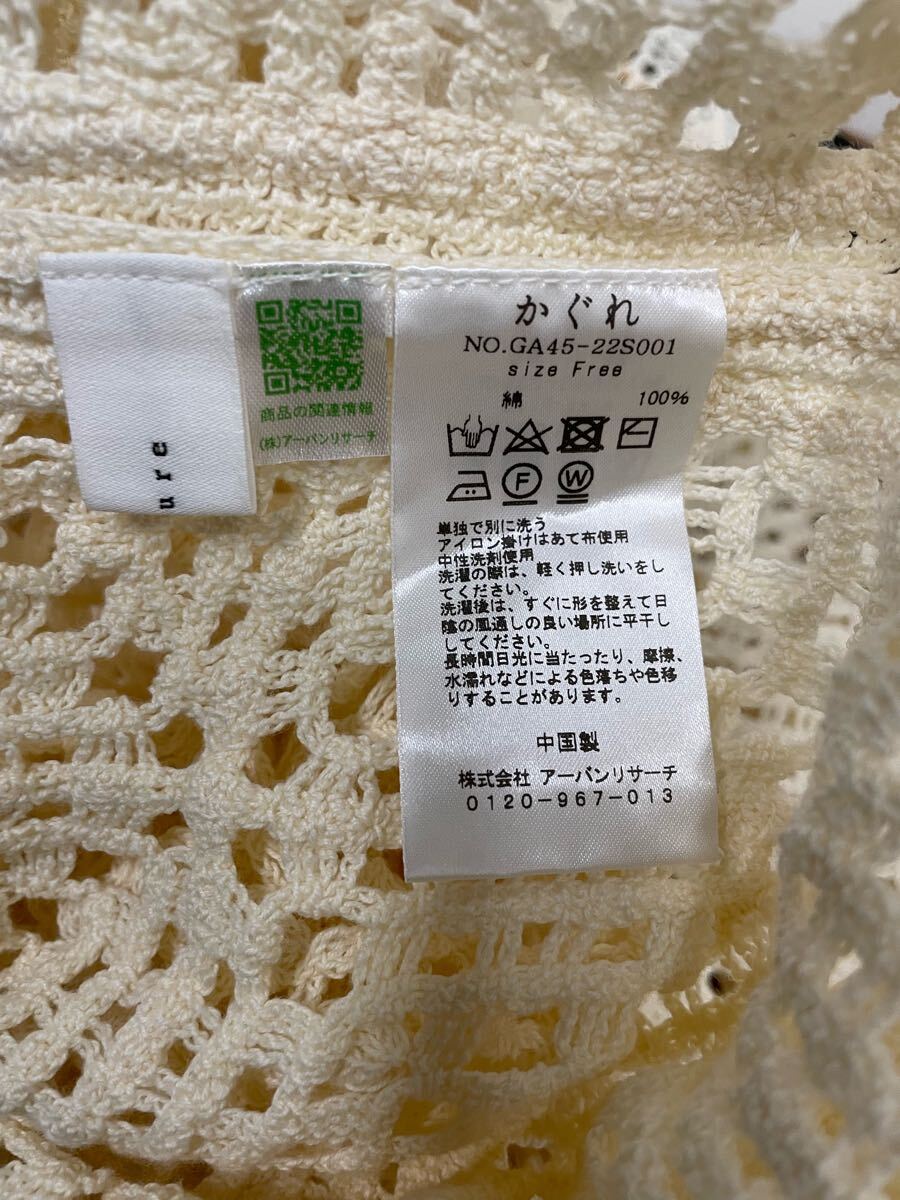 ure
商品の関連情報
(株)アーバンリサーチ
かぐれ
NO.GA45-22S001
size Free
綿 100%
F W
単独で別に洗う
アイロン掛けはあて布使用
中性洗剤使用
洗濯の際は、軽く押し洗いをし
てください。
洗濯後は、すぐに形を整えて日
陰の風通しの良い場所に平干し
してください。
長時間日光に当たったり、摩擦、
水濡れなどによる色落ちや色移
りすることがあります。
中国製
株式会社 アーバンリサーチ
0120-967-013